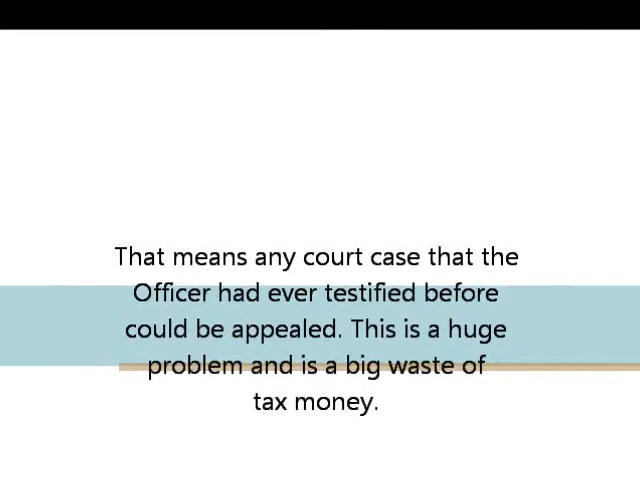 That means any court case that the
Officer had ever testified before
could be appealed. This is a huge
problem and is a big waste of
tax money.